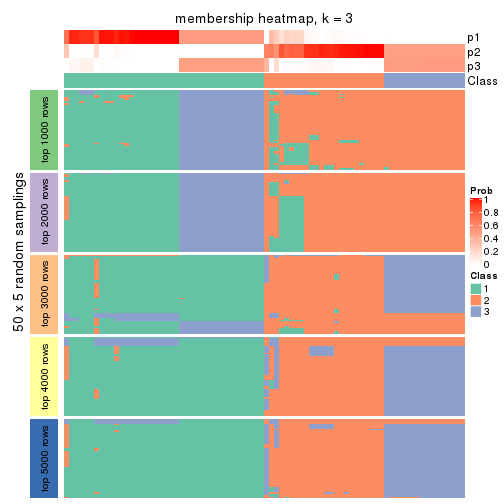 membership heatmap, k = 3
p1
p2
p3
Class
50 x 5 random samplings
top 1000 rows
top 2000 rows
top 3000 rows
top 4000 rows
top 5000 rows
Prob
1
0.8
0.6
0.4
0.2
0
Class
1
2
3